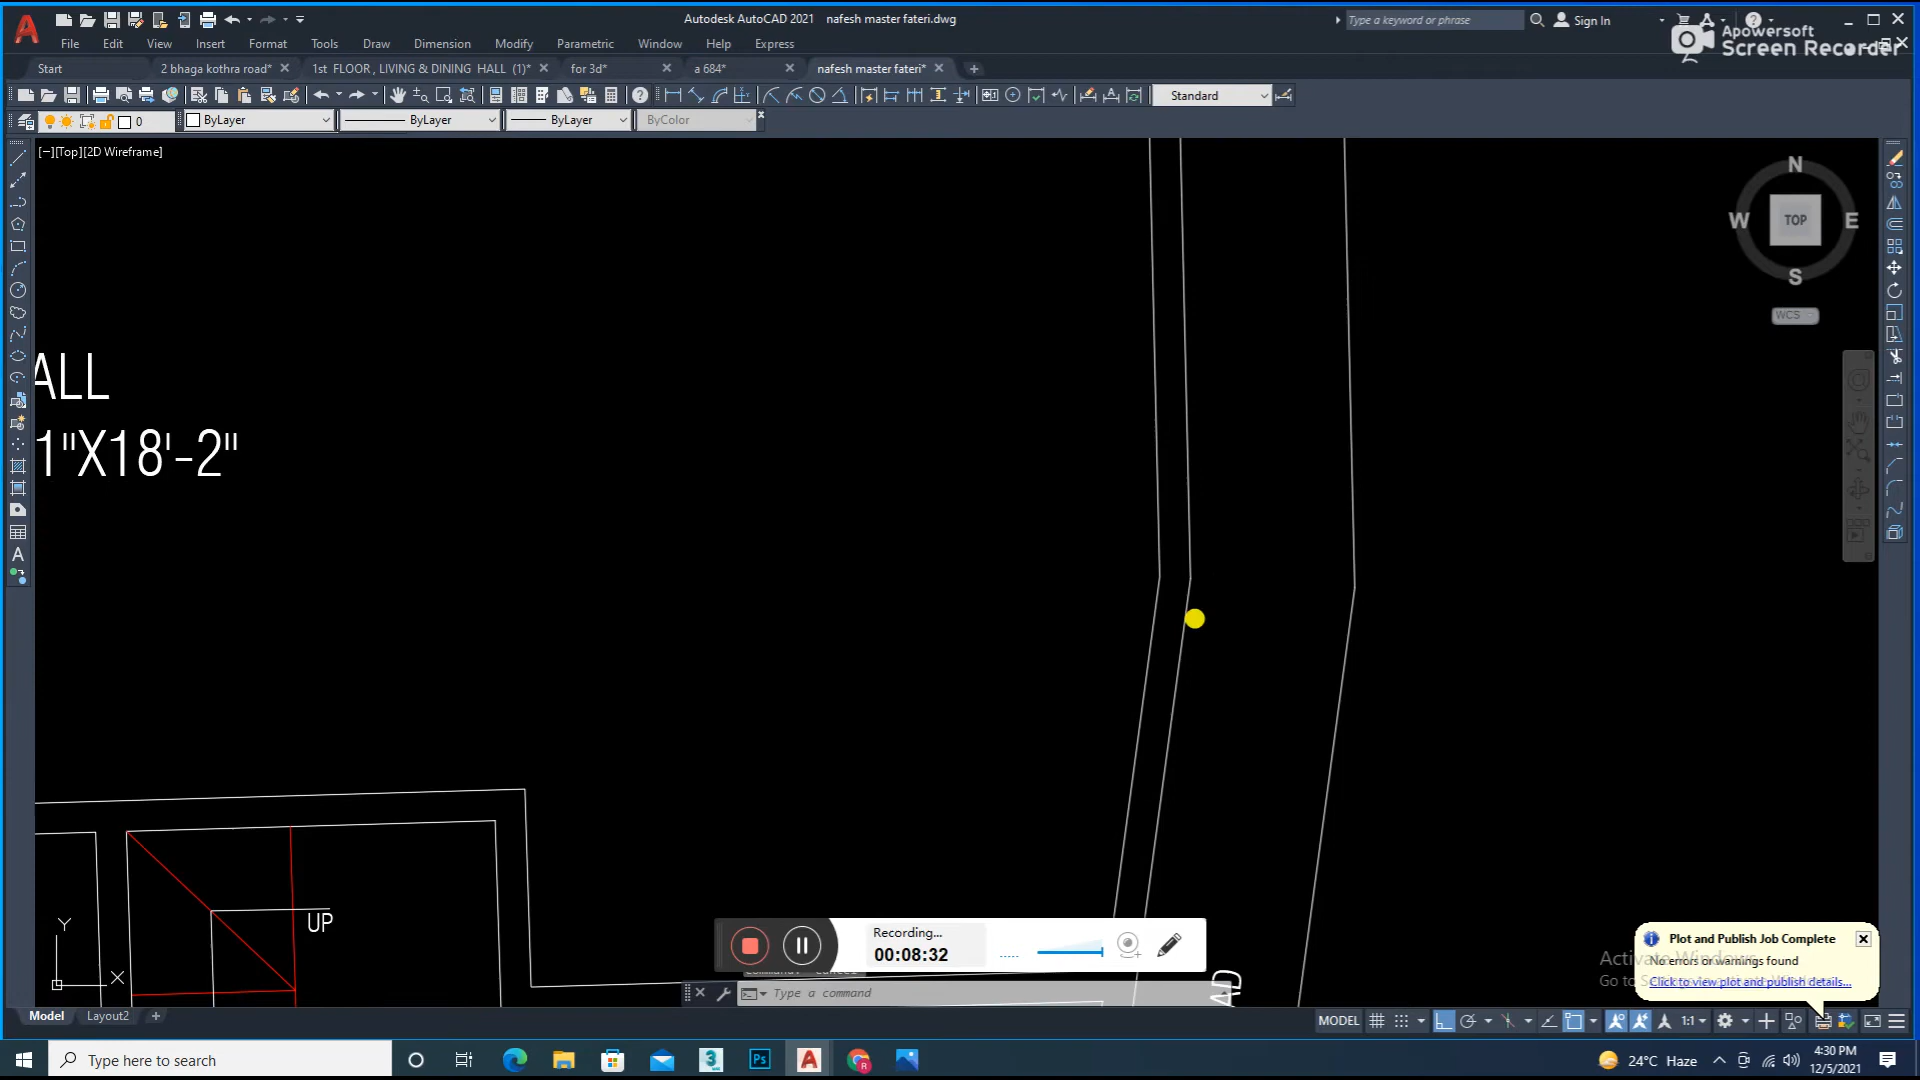 Autodesk AutoCAD 2021    nafesh master fateri.dwg
Type a keyword or phrase
Sign In
Apowersoft
Screen Recorder
File Edit View Insert Format Tools Draw Dimension Modify Parametric Window Help Express
Start
2 bhaga kothra road*
1st FLOOR , LIVING & DINING HALL (1)*
for 3d*
a 684*
nafesh master fateri*
Standard
0
ByLayer
ByLayer
ByLayer
ByColor
[−][Top][2D Wireframe]
N
W
TOP
E
S
WCS
ALL
1"X18'-2"
UP
Y
X
AD
Recording...
00:08:32
Type a command
Plot and Publish Job Complete
No errors or warnings found
Click to view plot and publish details...
Activate Windows
Model
Layout2
MODEL
1:1
Type here to search
24°C Haze
4:30 PM
12/5/2021